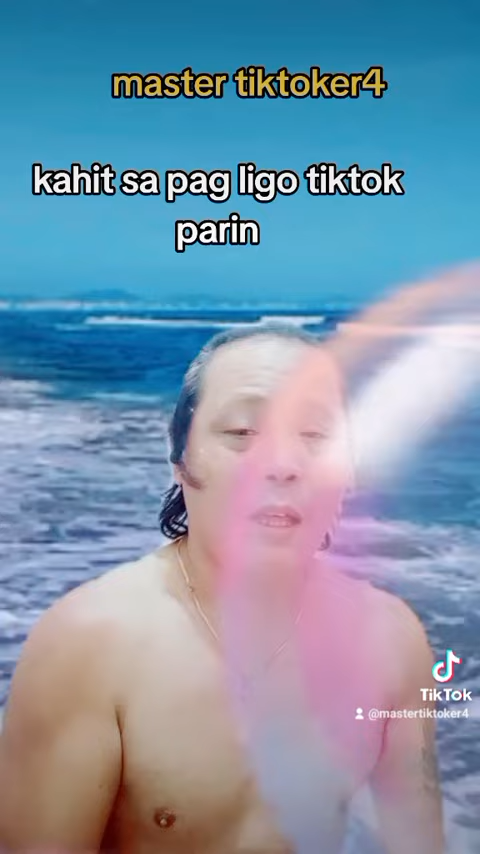 master tiktoker4
kahit sa pag ligo tiktok
parin
TikTok
@mastertiktoker4